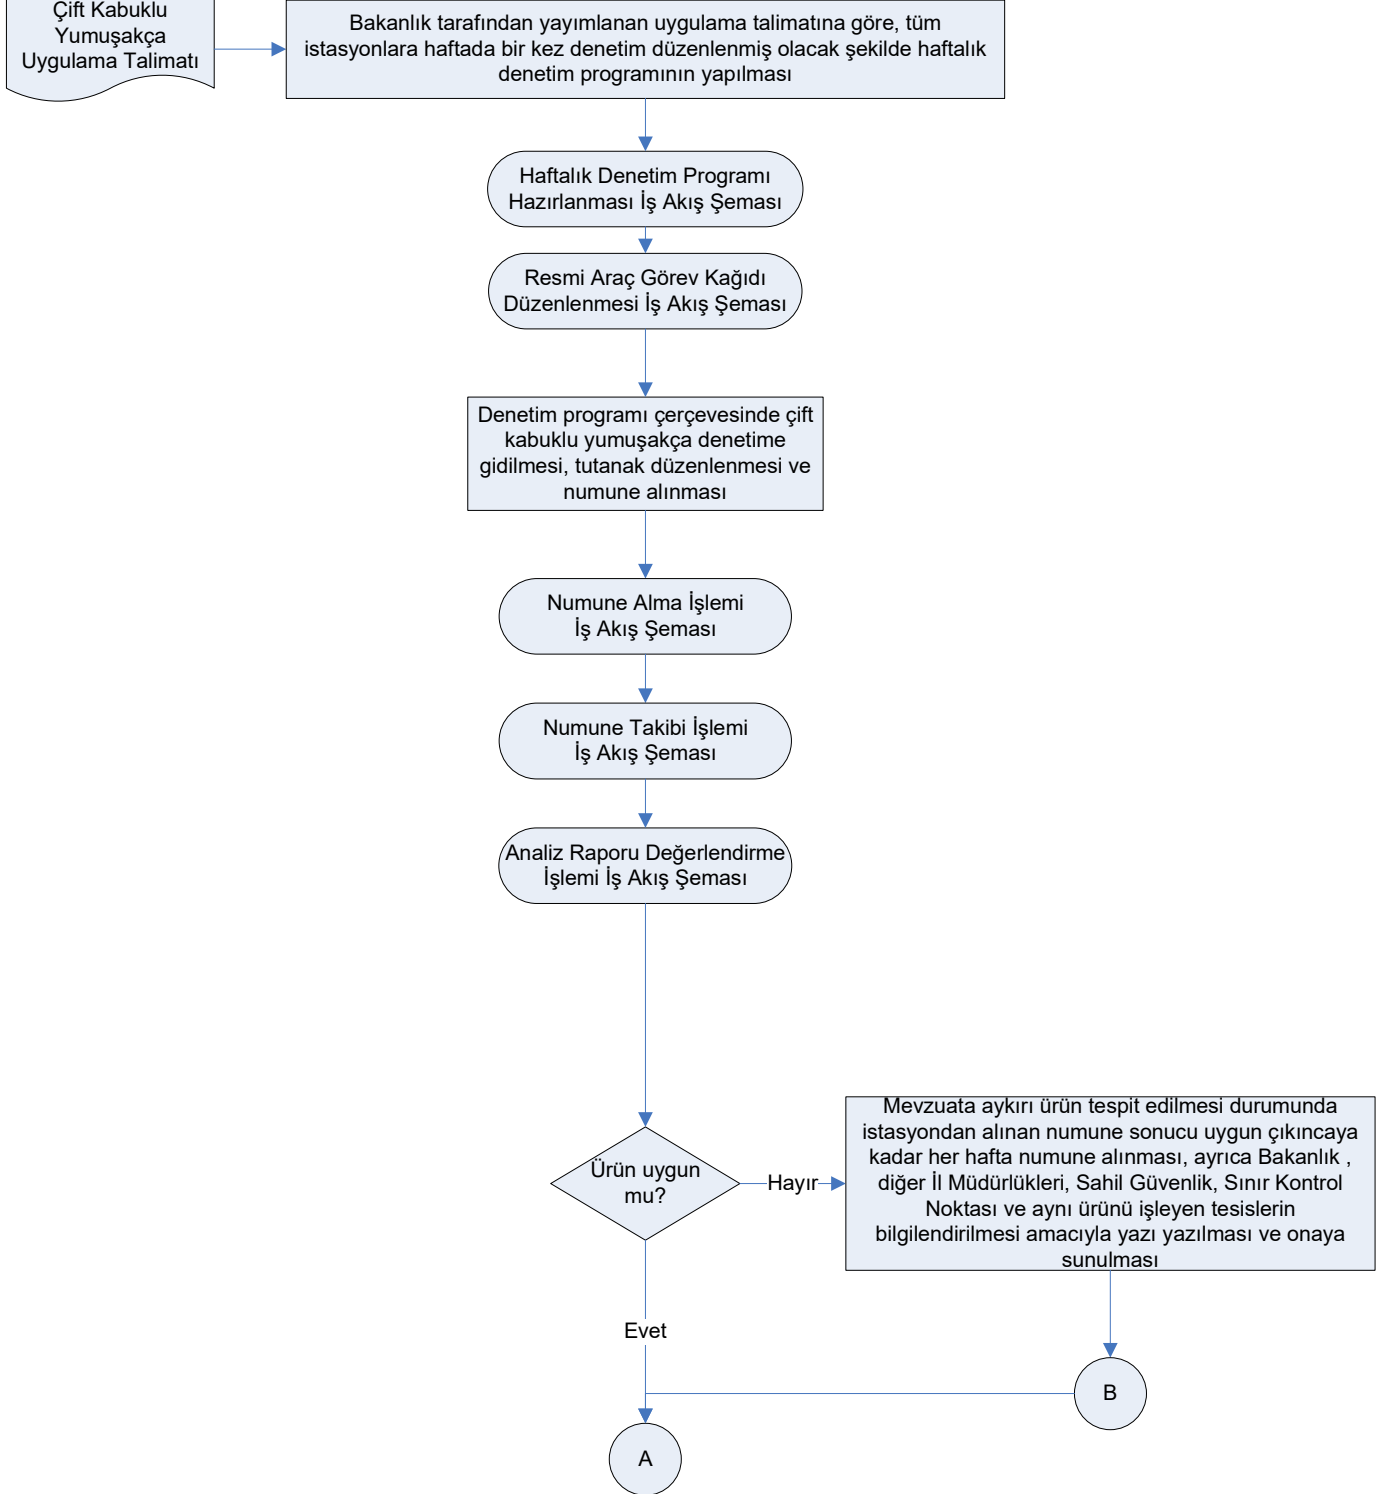 Çift Kabuklu
Yumuşakça
Uygulama Talimatı
Bakanlık tarafından yayımlanan uygulama talimatına göre, tüm
istasyonlara haftada bir kez denetim düzenlenmiş olacak şekilde haftalık
denetim programının yapılması
Haftalık Denetim Programı
Hazırlanması İş Akış Şeması
Resmi Araç Görev Kağıdı
Düzenlenmesi İş Akış Şeması
Denetim programı çerçevesinde çift
kabuklu yumuşakça denetime
gidilmesi, tutanak düzenlenmesi ve
numune alınması
Numune Alma İşlemi
İş Akış Şeması
Numune Takibi İşlemi
İş Akış Şeması
Analiz Raporu Değerlendirme
İşlemi İş Akış Şeması
Ürün uygun
mu?
Hayır
Mevzuata aykırı ürün tespit edilmesi durumunda
istasyondan alınan numune sonucu uygun çıkıncaya
kadar her hafta numune alınması, ayrıca Bakanlık ,
diğer İl Müdürlükleri, Sahil Güvenlik, Sınır Kontrol
Noktası ve aynı ürünü işleyen tesislerin
bilgilendirilmesi amacıyla yazı yazılması ve onaya
sunulması
Evet
B
A